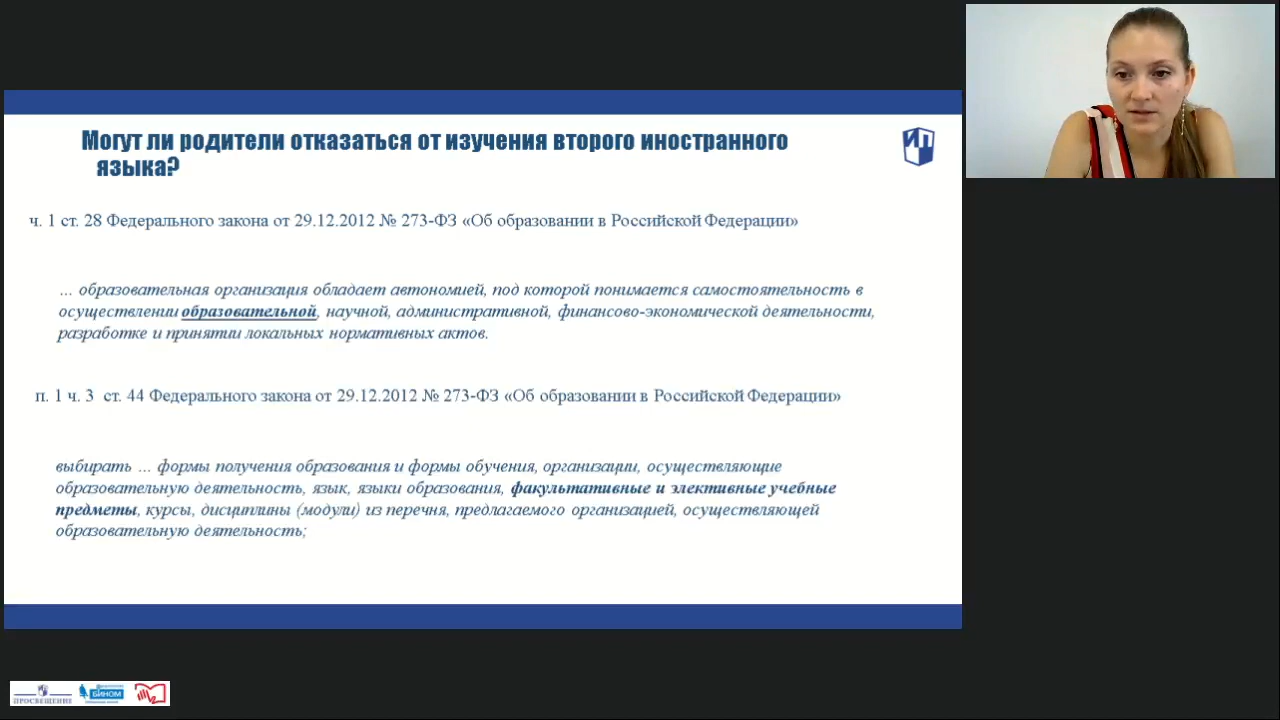 Могут ли родители отказаться от изучения второго иностранного
языка?
ИП
ч. 1 ст. 28 Федерального закона от 29.12.2012 № 273-ФЗ «Об образовании в Российской Федерации»
... образовательная организация обладает автономией, под которой понимается самостоятельность в
осуществлении образовательной, научной, административной, финансово-экономической деятельности,
разработке и принятии локальных нормативных актов.
п. 1 ч. 3 ст. 44 Федерального закона от 29.12.2012 № 273-ФЗ «Об образовании в Российской Федерации»
выбирать ... формы получения образования и формы обучения, организации, осуществляющие
образовательную деятельность, язык, языки образования, факультативные и элективные учебные
предметы, курсы, дисциплины (модули) из перечня, предлагаемого организацией, осуществляющей
образовательную деятельность;
ПРОСВЕЩЕНИЕ
БИНОМ